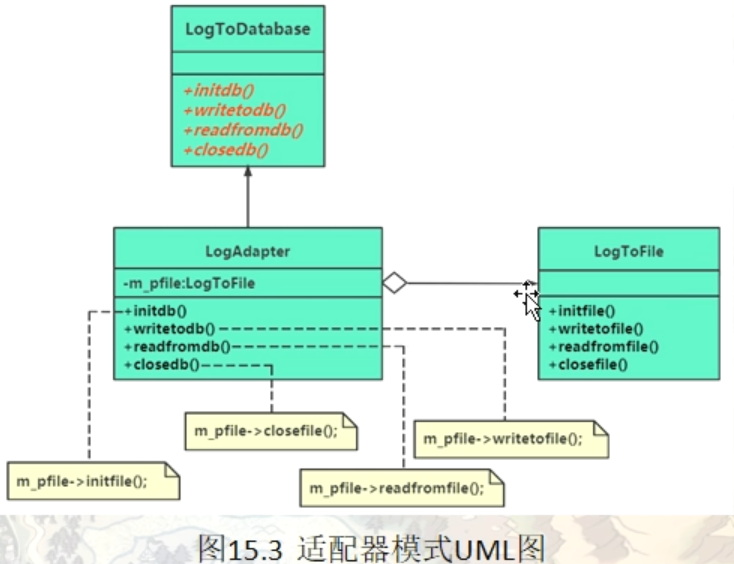 LogToDatabase
+initdb()
+writetodb()
+readfromdb()
+closedb()
LogAdapter
-m_pfile:LogToFile
+initdb()
+writetodb()
+readfromdb()
+closedb()
LogToFile
+initfile()
+writetofile()
+readfromfile()
+closefile()
m_pfile->closefile();
m_pfile->writetofile();
m_pfile->initfile();
m_pfile->readfromfile();
图15.3 适配器模式UML图